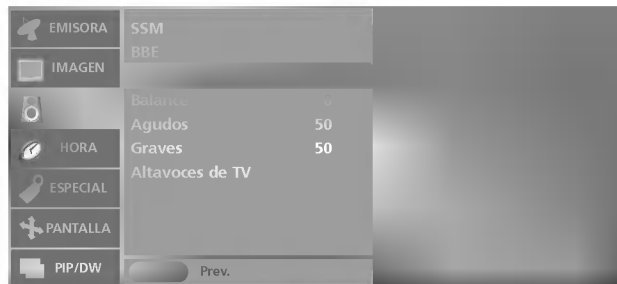 EMISORA
IMAGEN
HORA
ESPECIAL
PANTALLA
PIP/DW
SSM
BBE
Balance 0
Agudos 50
Graves 50
Altavoces de TV
Prev.